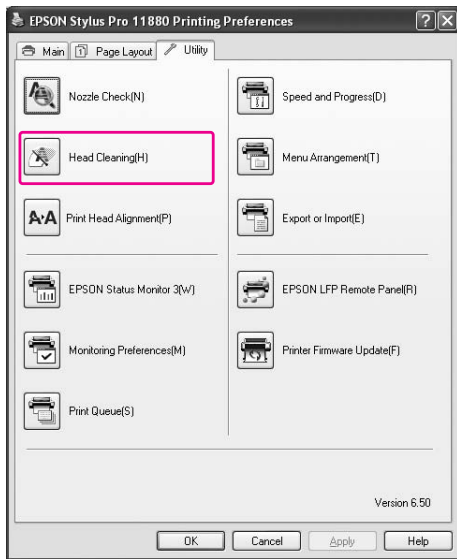 EPSON Stylus Pro 11880 Printing Preferences
Main Page Layout Utility
Nozzle Check(N)
Speed and Progress(D)
Head Cleaning(H)
Menu Arrangement(T)
Print Head Alignment(P)
Export or Import(E)
EPSON Status Monitor 3(W)
EPSON LFP Remote Panel(R)
Monitoring Preferences(M)
Printer Firmware Update(F)
Print Queue(S)
Version 6.50
OK Cancel Apply Help